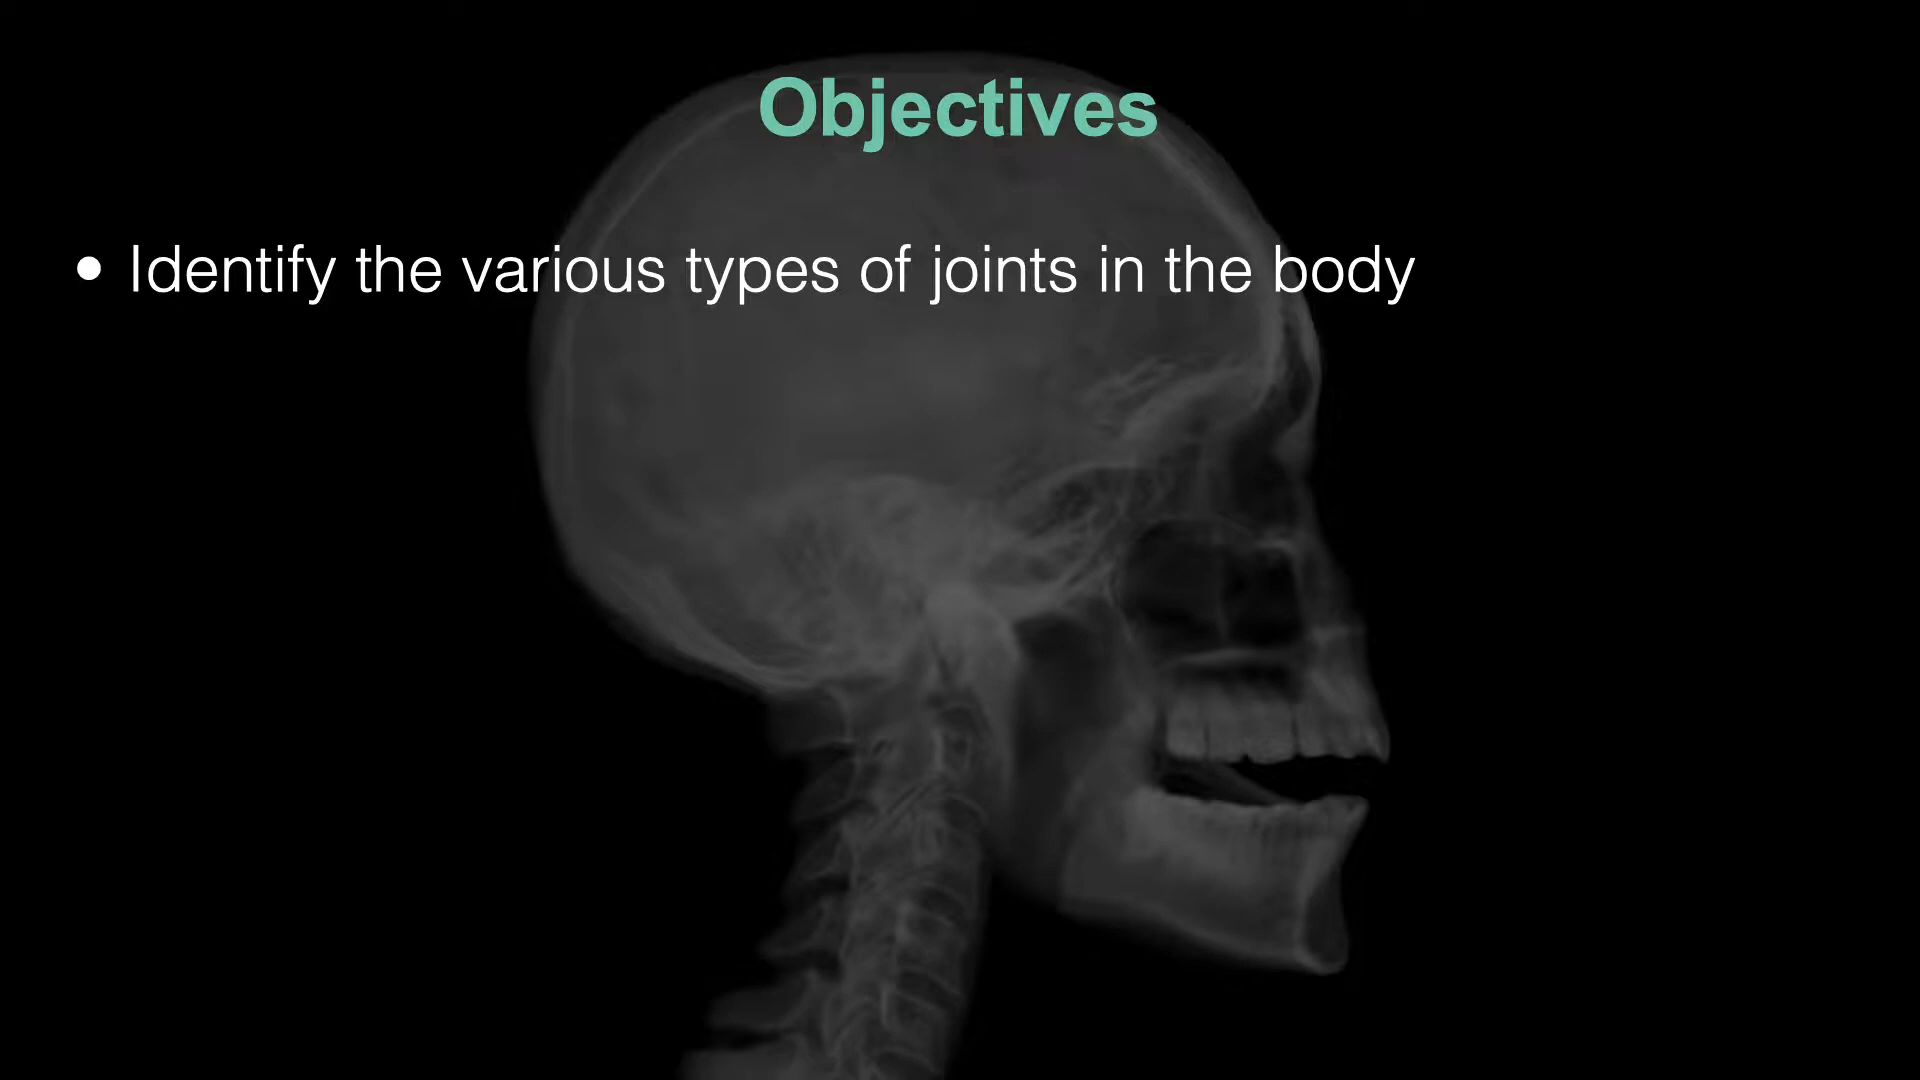 Objectives
• Identify the various types of joints in the body